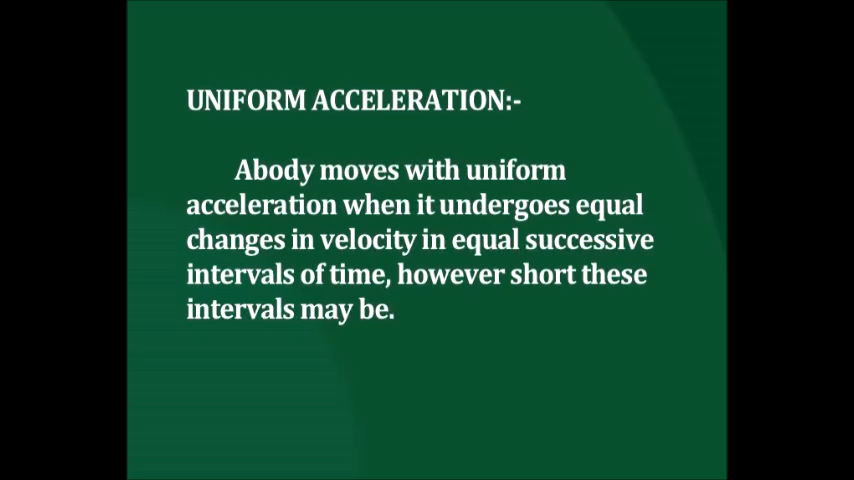 UNIFORM ACCELERATION:-
Abody moves with uniform
acceleration when it undergoes equal
changes in velocity in equal successive
intervals of time, however short these
intervals may be.